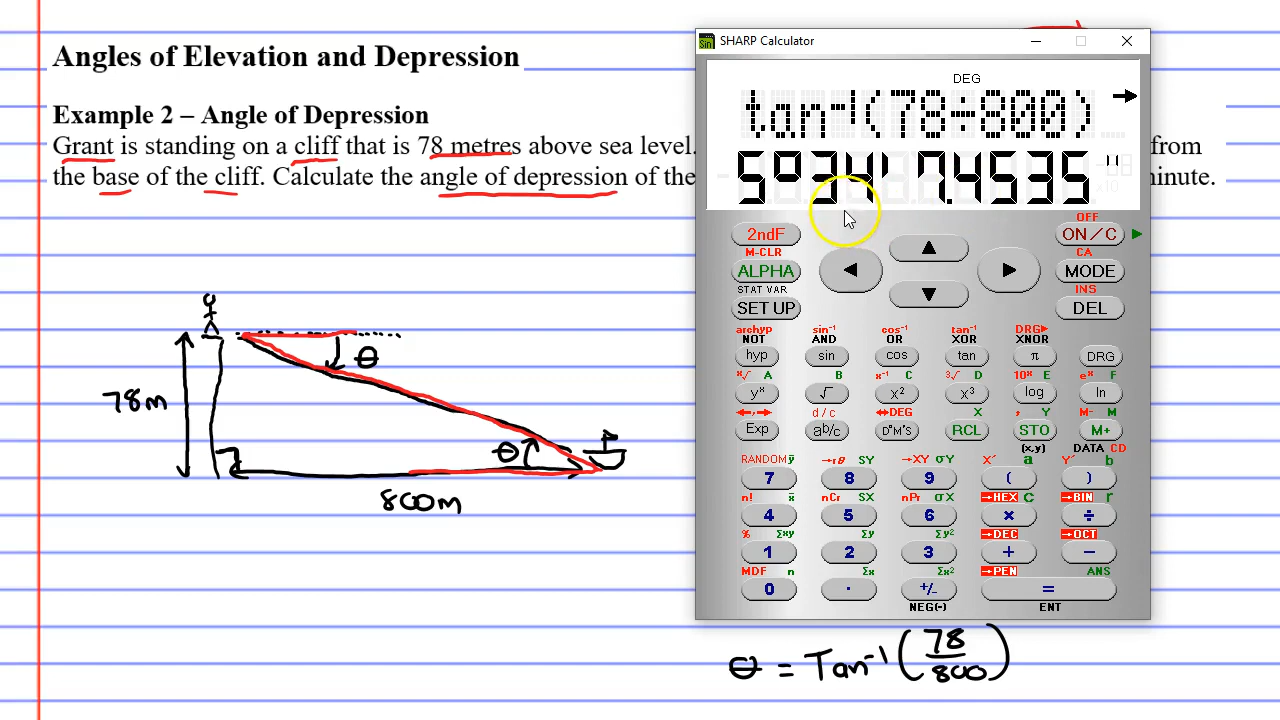 Angles of Elevation and Depression
Example 2 – Angle of Depression
Grant is standing on a cliff that is 78 metres above sea level. from
the base of the cliff. Calculate the angle of depression of the minute.
SHARP Calculator
DEG
tan⁻¹(78÷800)
5°34'7.4535"
OFF
2ndF ON/C
M-CLR CA
ALPHA MODE
STAT VAR INS
SET UP DEL
archyp sin⁻¹ cos⁻¹ tan⁻¹ DRG►
NOT AND OR XOR XNOR
hyp sin cos tan π DRG
ˣ√ A B x⁻¹ C ³√ D 10ˣ E eˣ F
yˣ √ x² x³ log ln
←,→ d/c ↔DEG X , Y M- M
Exp ab/c D°M'S RCL STO M+
(x,y) DATA CD
RANDOM ȳ →rθ SY →XY σY X' a Y' b
7 8 9 ( )
n! x̄ nCr SX nPr σX →HEX c →BIN r
4 5 6 × ÷
% Σxy Σy Σy² →DEC →OCT
1 2 3 + −
MDF n Σx Σx² →PEN ANS
0 · +/- =
NEG(-) ENT
θ
78m
θ
800m
θ = Tan⁻¹(78/800)